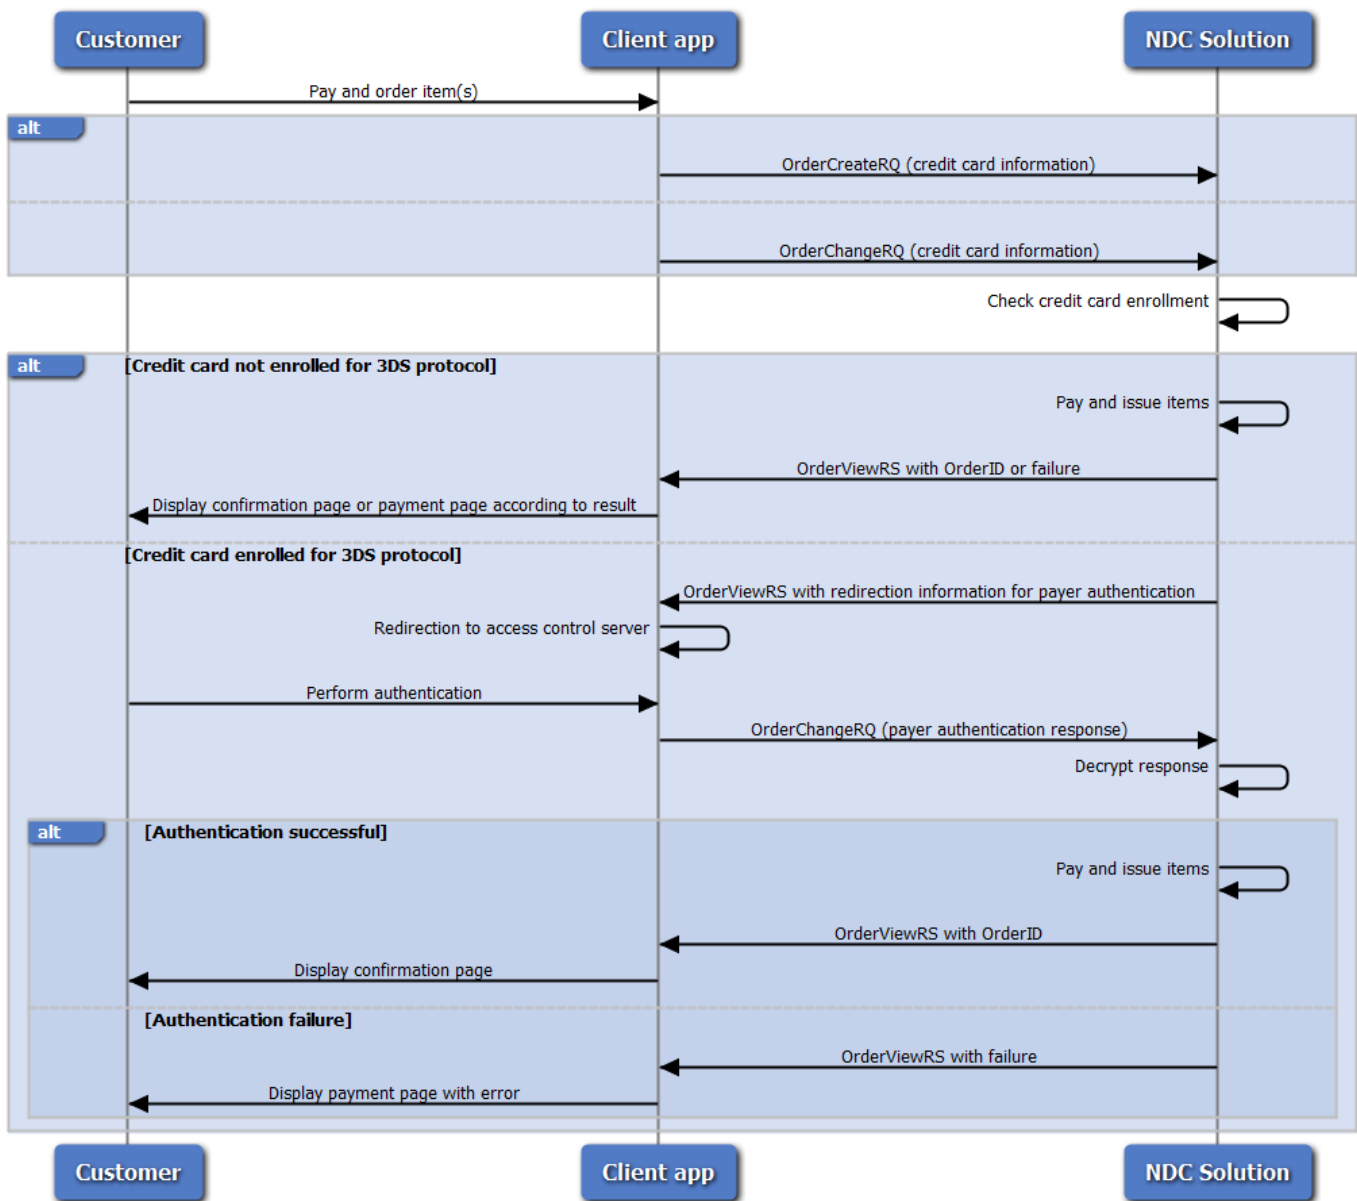 Customer
Client app
NDC Solution
Pay and order item(s)
alt
OrderCreateRQ (credit card information)
OrderChangeRQ (credit card information)
Check credit card enrollment
alt
[Credit card not enrolled for 3DS protocol]
Pay and issue items
OrderViewRS with OrderID or failure
Display confirmation page or payment page according to result
[Credit card enrolled for 3DS protocol]
OrderViewRS with redirection information for payer authentication
Redirection to access control server
Perform authentication
OrderChangeRQ (payer authentication response)
Decrypt response
alt
[Authentication successful]
Pay and issue items
OrderViewRS with OrderID
Display confirmation page
[Authentication failure]
OrderViewRS with failure
Display payment page with error
Customer
Client app
NDC Solution